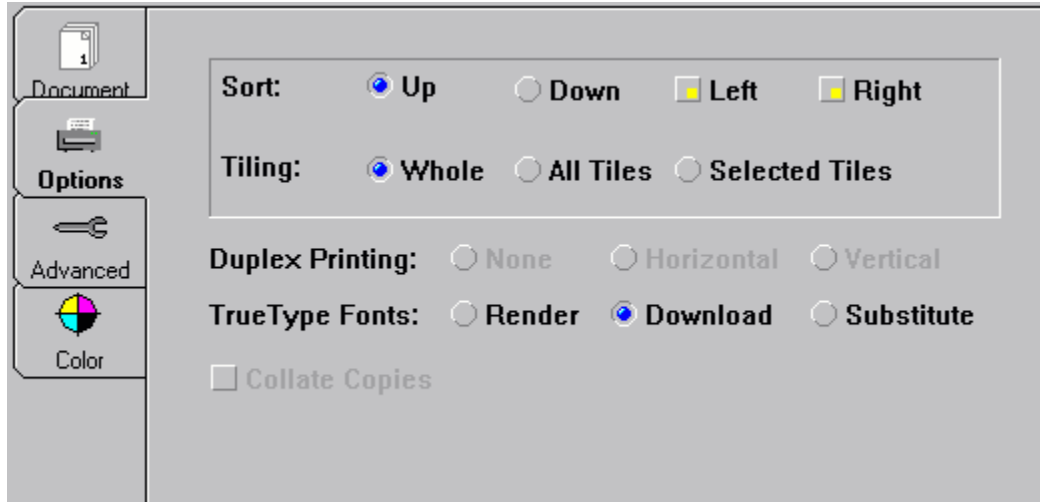 1
Document
Options
Advanced
Color
Sort: Up Down Left Right
Tiling: Whole All Tiles Selected Tiles
Duplex Printing: None Horizontal Vertical
TrueType Fonts: Render Download Substitute
Collate Copies